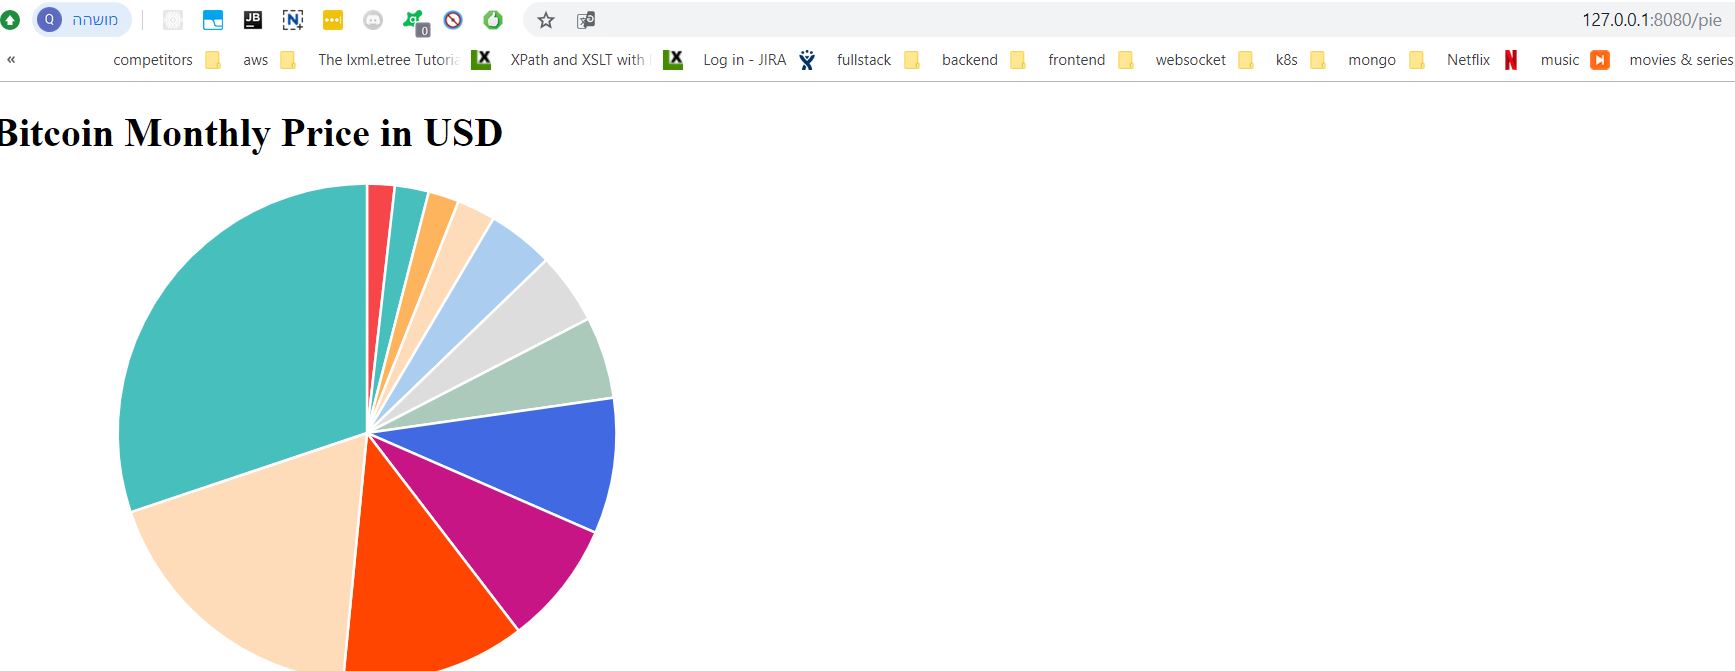 Q מושהה JB N 0 127.0.0.1:8080/pie
« competitors aws The lxml.etree Tutoria XPath and XSLT with Log in - JIRA fullstack backend frontend websocket k8s mongo Netflix N music movies & series
Bitcoin Monthly Price in USD